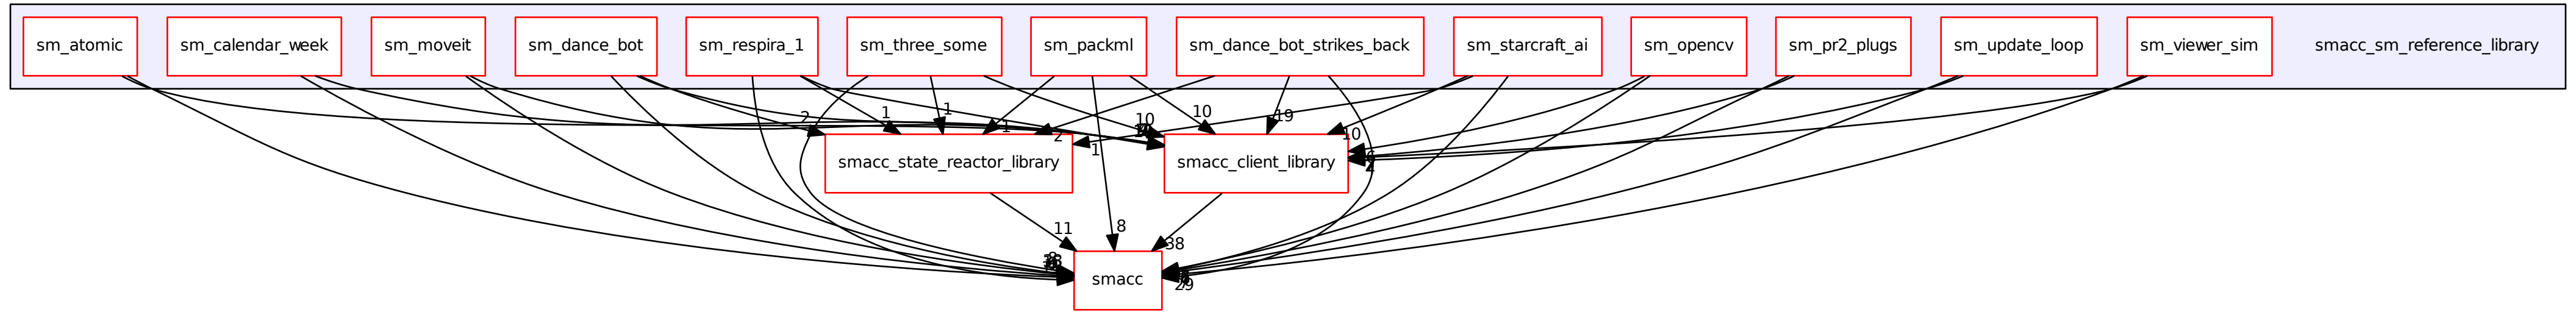 sm_atomic
sm_calendar_week
sm_moveit
sm_dance_bot
sm_respira_1
sm_three_some
sm_packml
sm_dance_bot_strikes_back
sm_starcraft_ai
sm_opencv
sm_pr2_plugs
sm_update_loop
sm_viewer_sim
smacc_sm_reference_library
2
1
1
1
2
1
10
10
19
10
smacc_state_reactor_library
smacc_client_library
11
8
38
smacc
29